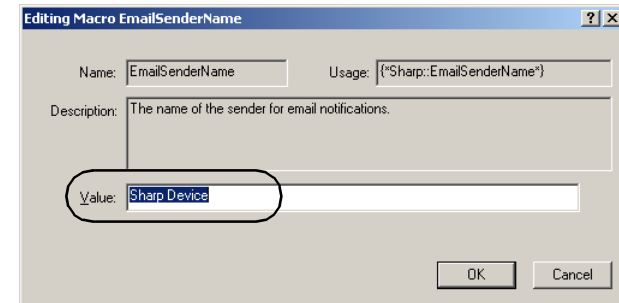 Editing Macro EmailSenderName
Name: EmailSenderName Usage: {*Sharp::EmailSenderName*}
Description: The name of the sender for email notifications.
Value: Sharp Device
OK Cancel